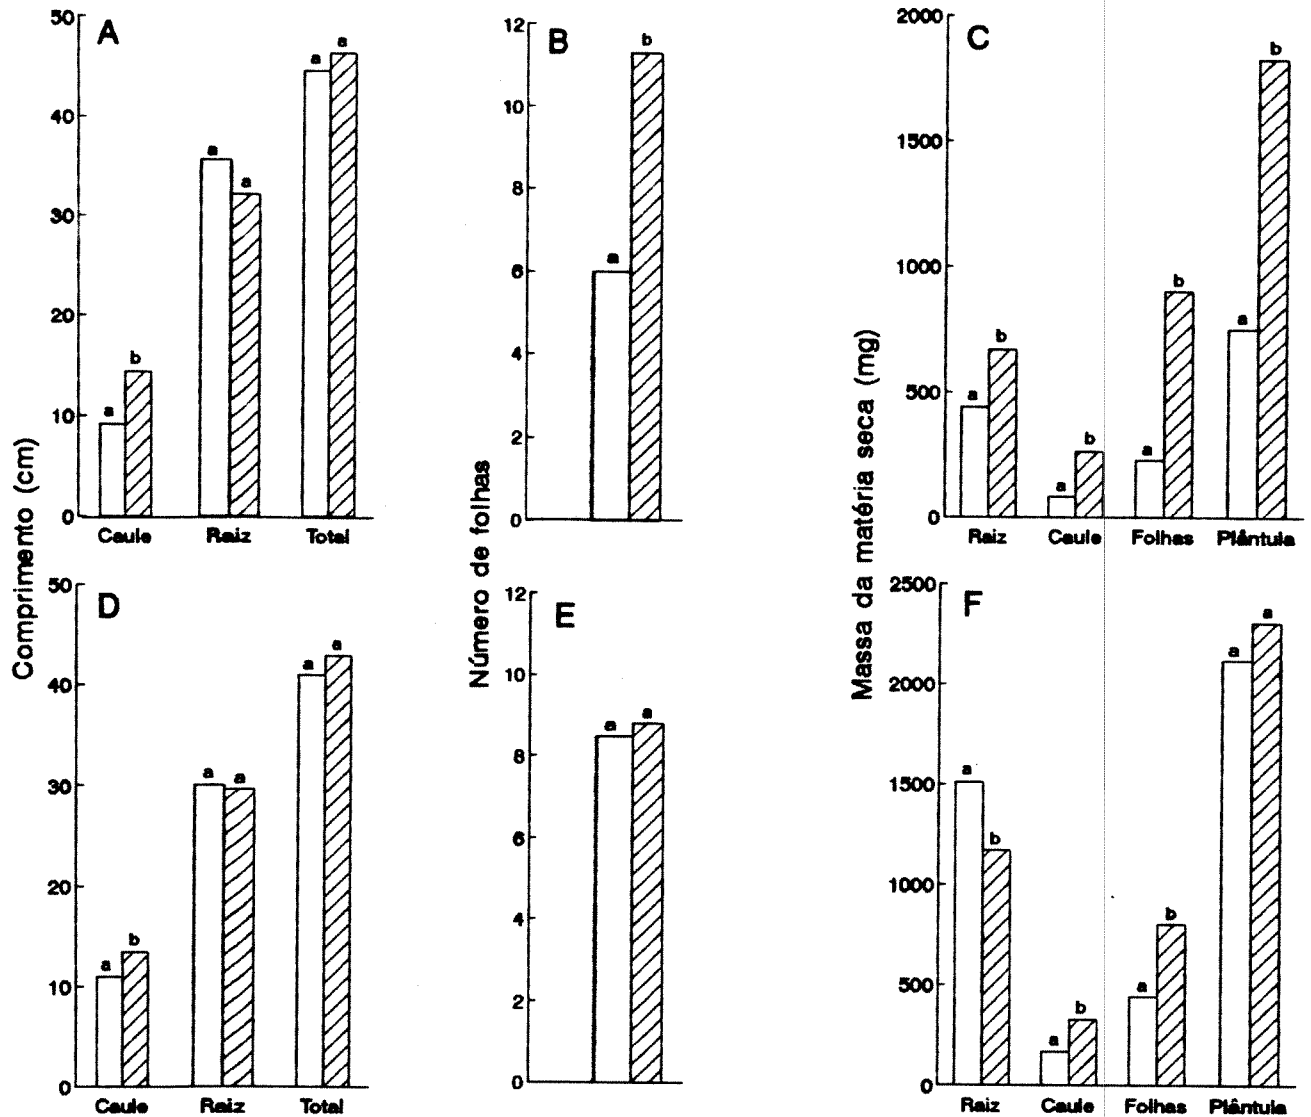 Comprimento (cm)
A
50
40
30
20
10
0
a
b
a
a
a
a
Caule Raiz Total
Número de folhas
B
12
10
8
6
4
2
0
a
b
Massa da matéria seca (mg)
C
2000
1500
1000
500
0
a
b
a
b
a
b
a
b
Raiz Caule Folhas Plântula
D
50
40
30
20
10
0
a
b
a
a
a
a
Caule Raiz Total
E
12
10
8
6
4
2
0
a
a
F
2500
2000
1500
1000
500
0
a
b
a
b
a
b
a
a
Raiz Caule Folhas Plântula